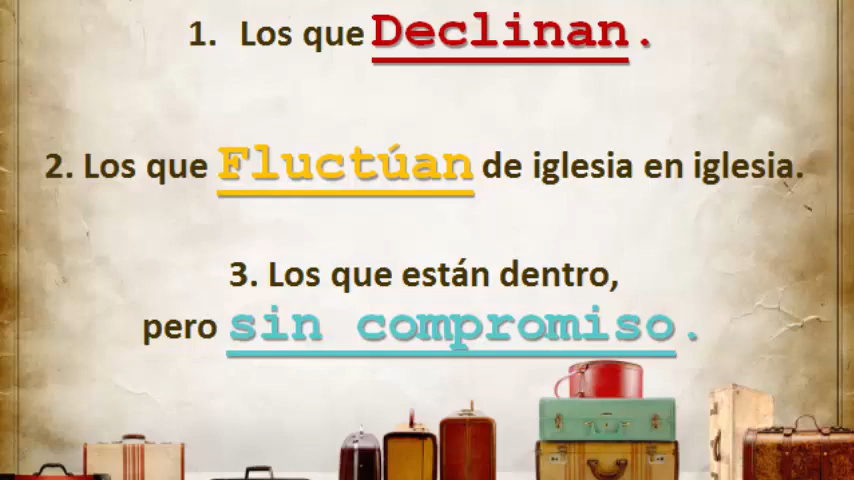 1. Los que Declinan.
2. Los que Fluctúan de iglesia en iglesia.
3. Los que están dentro,
pero sin compromiso.